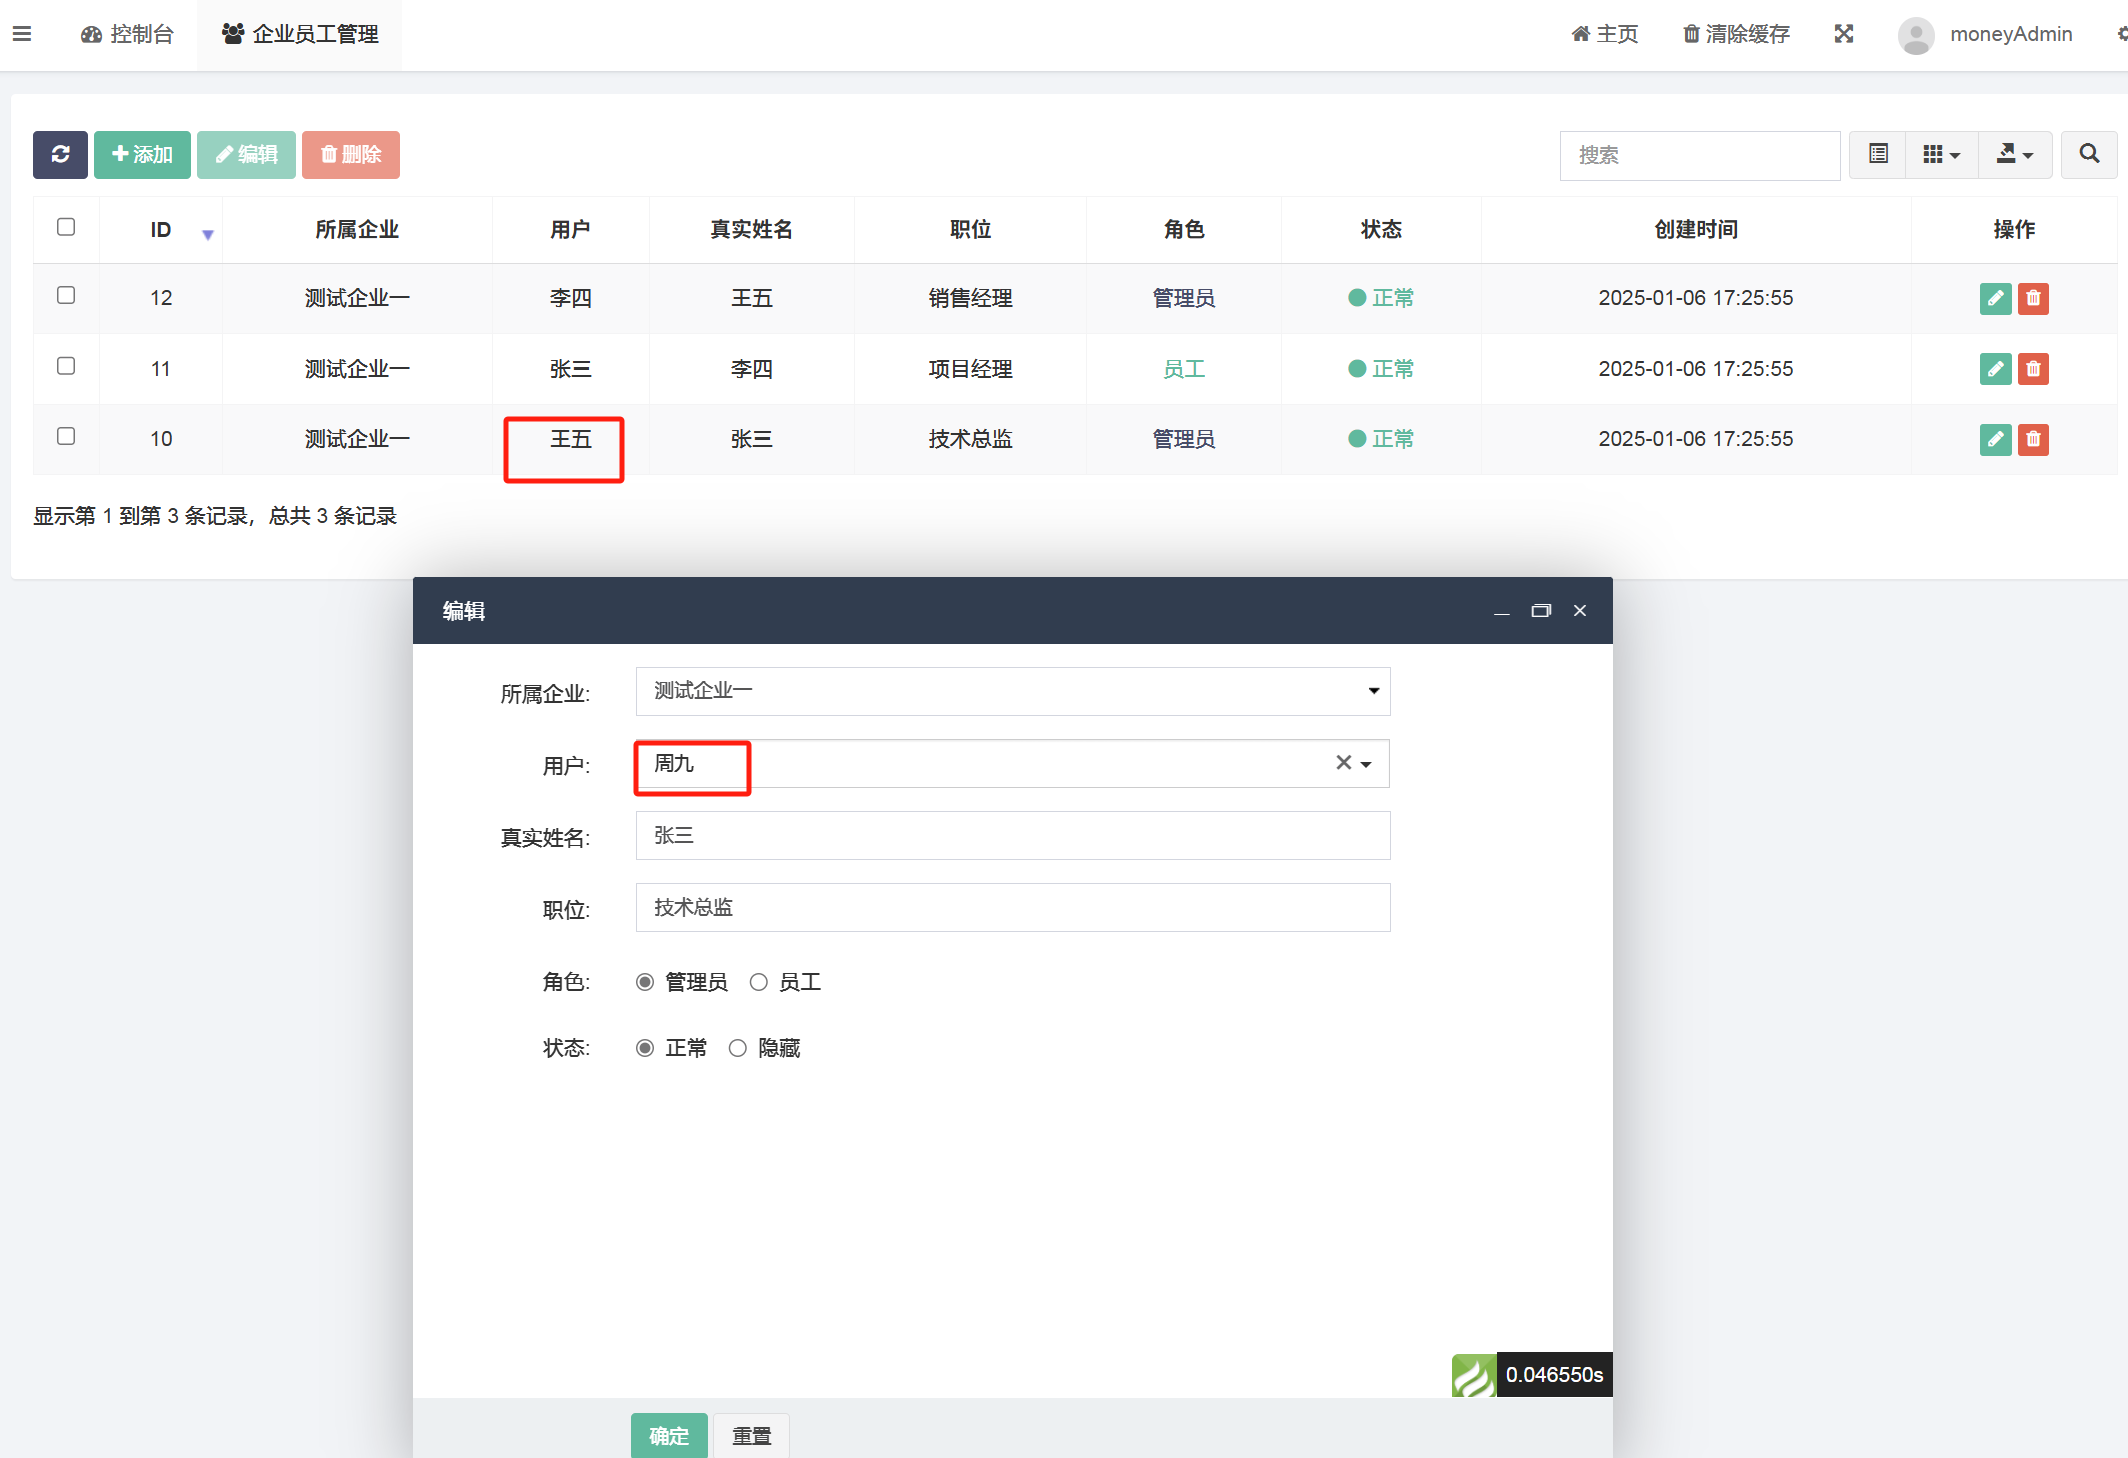 控制台 企业员工管理 主页 清除缓存 moneyAdmin
添加 编辑 删除 搜索
ID 所属企业 用户 真实姓名 职位 角色 状态 创建时间 操作
12 测试企业一 李四 王五 销售经理 管理员 正常 2025-01-06 17:25:55
11 测试企业一 张三 李四 项目经理 员工 正常 2025-01-06 17:25:55
10 测试企业一 王五 张三 技术总监 管理员 正常 2025-01-06 17:25:55
显示第 1 到第 3 条记录，总共 3 条记录
编辑
所属企业: 测试企业一
用户: 周九
真实姓名: 张三
职位: 技术总监
角色: 管理员 员工
状态: 正常 隐藏
0.046550s
确定 重置